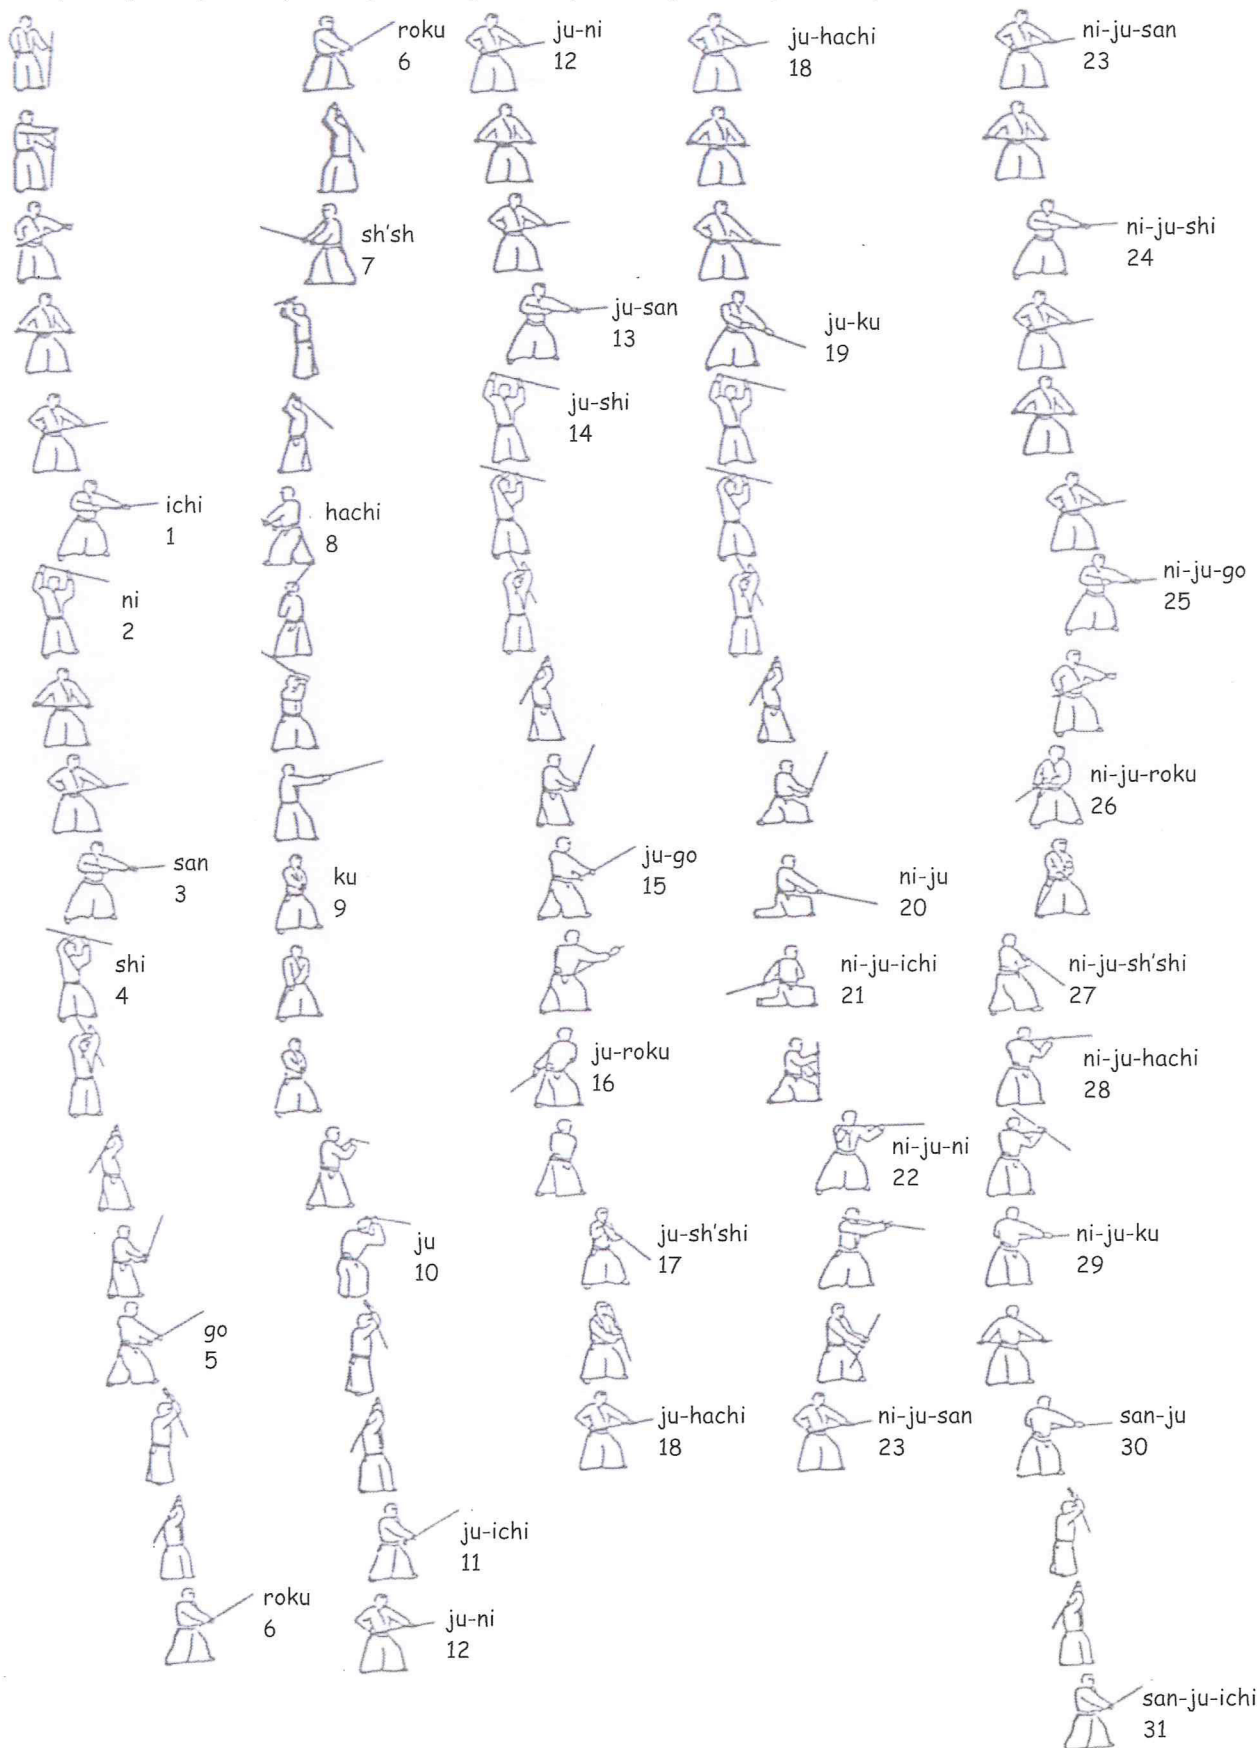 ichi
1
ni
2
san
3
shi
4
go
5
roku
6
roku
6
sh'sh
7
hachi
8
ku
9
ju
10
ju-ichi
11
ju-ni
12
ju-ni
12
ju-san
13
ju-shi
14
ju-go
15
ju-roku
16
ju-sh'shi
17
ju-hachi
18
ju-hachi
18
ju-ku
19
ni-ju
20
ni-ju-ichi
21
ni-ju-ni
22
ni-ju-san
23
ni-ju-san
23
ni-ju-shi
24
ni-ju-go
25
ni-ju-roku
26
ni-ju-sh'shi
27
ni-ju-hachi
28
ni-ju-ku
29
san-ju
30
san-ju-ichi
31